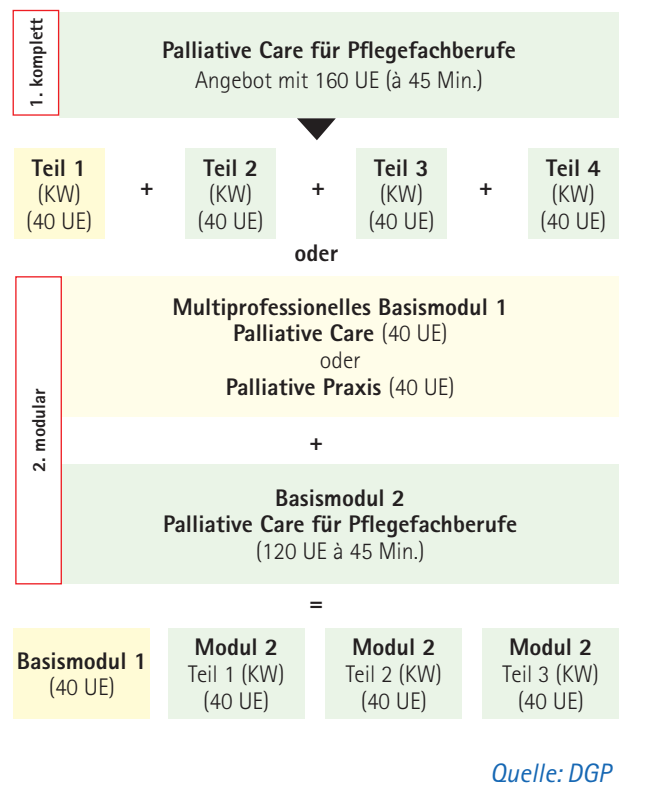 1. komplett
Palliative Care für Pflegefachberufe
Angebot mit 160 UE (à 45 Min.)
Teil 1
(KW)
(40 UE)
+
Teil 2
(KW)
(40 UE)
+
Teil 3
(KW)
(40 UE)
+
Teil 4
(KW)
(40 UE)
oder
2. modular
Multiprofessionelles Basismodul 1
Palliative Care (40 UE)
oder
Palliative Praxis (40 UE)
+
Basismodul 2
Palliative Care für Pflegefachberufe
(120 UE à 45 Min.)
=
Basismodul 1
(40 UE)
Modul 2
Teil 1 (KW)
(40 UE)
Modul 2
Teil 2 (KW)
(40 UE)
Modul 2
Teil 3 (KW)
(40 UE)
Quelle: DGP